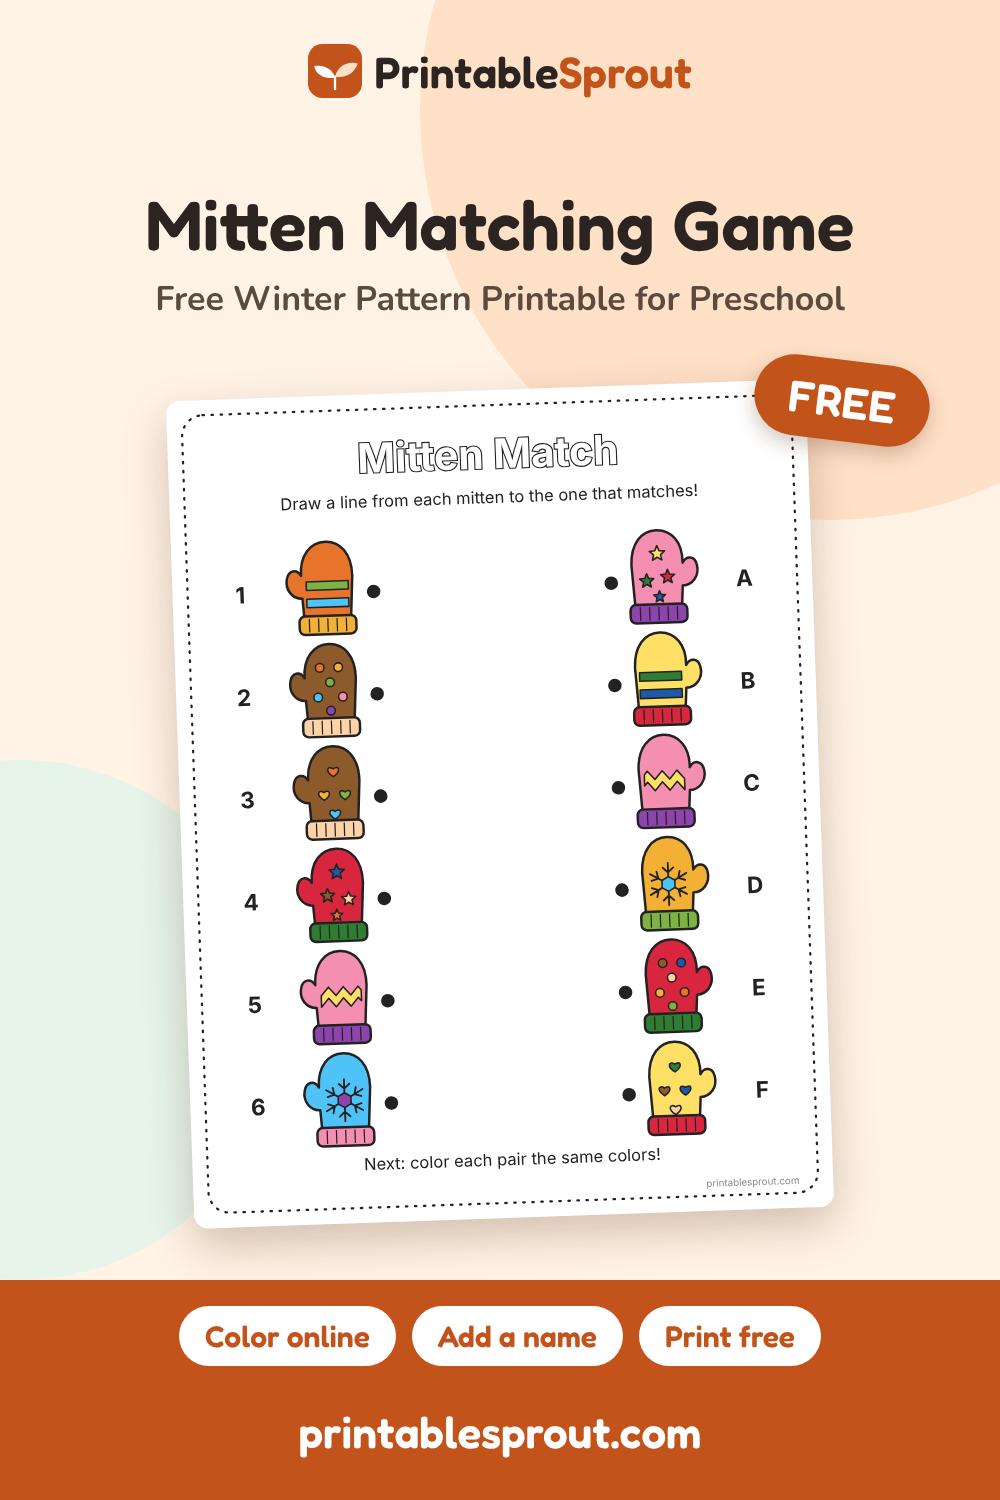 PrintableSprout
Mitten Matching Game
Free Winter Pattern Printable for Preschool
FREE
Mitten Match
Draw a line from each mitten to the one that matches!
1
A
2
B
3
C
4
D
5
E
6
F
Next: color each pair the same colors!
printablesprout.com
Color online
Add a name
Print free
printablesprout.com